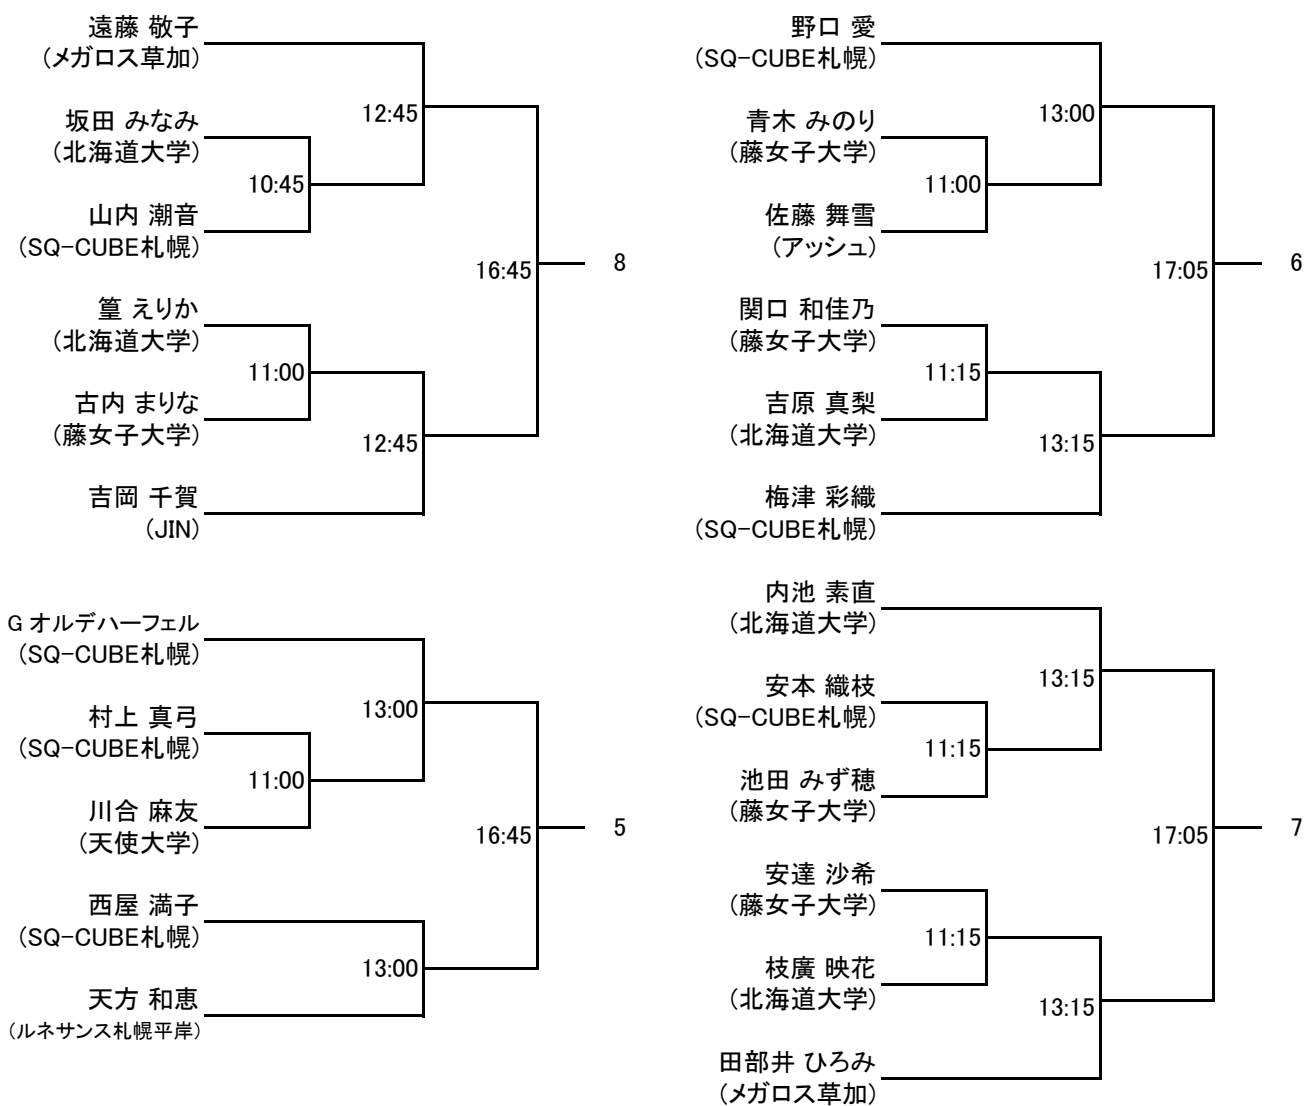 遠藤 敬子
(メガロス草加)
12:45
坂田 みなみ
(北海道大学)
10:45
山内 潮音
(SQ-CUBE札幌)
16:45
8
篁 えりか
(北海道大学)
11:00
古内 まりな
(藤女子大学)
12:45
吉岡 千賀
(JIN)
G オルデハーフェル
(SQ-CUBE札幌)
13:00
村上 真弓
(SQ-CUBE札幌)
11:00
川合 麻友
(天使大学)
16:45
5
西屋 満子
(SQ-CUBE札幌)
13:00
天方 和恵
(ルネサンス札幌平岸)
野口 愛
(SQ-CUBE札幌)
13:00
青木 みのり
(藤女子大学)
11:00
佐藤 舞雪
(アッシュ)
17:05
6
関口 和佳乃
(藤女子大学)
11:15
吉原 真梨
(北海道大学)
13:15
梅津 彩織
(SQ-CUBE札幌)
内池 素直
(北海道大学)
13:15
安本 織枝
(SQ-CUBE札幌)
11:15
池田 みず穂
(藤女子大学)
17:05
7
安達 沙希
(藤女子大学)
11:15
枝廣 映花
(北海道大学)
13:15
田部井 ひろみ
(メガロス草加)